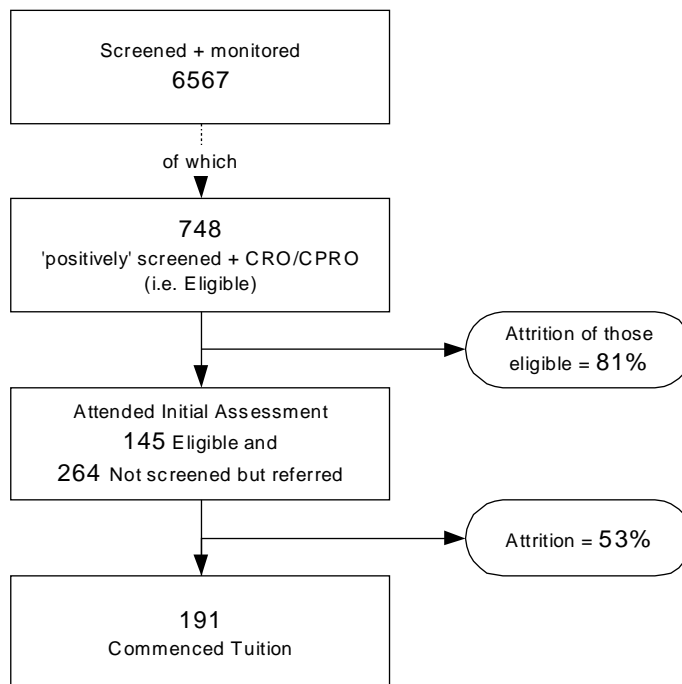 Screened + monitored
6567
of which
748
'positively' screened + CRO/CPRO
(i.e. Eligible)
Attrition of those
eligible = 81%
Attended Initial Assessment
145 Eligible and
264 Not screened but referred
Attrition = 53%
191
Commenced Tuition